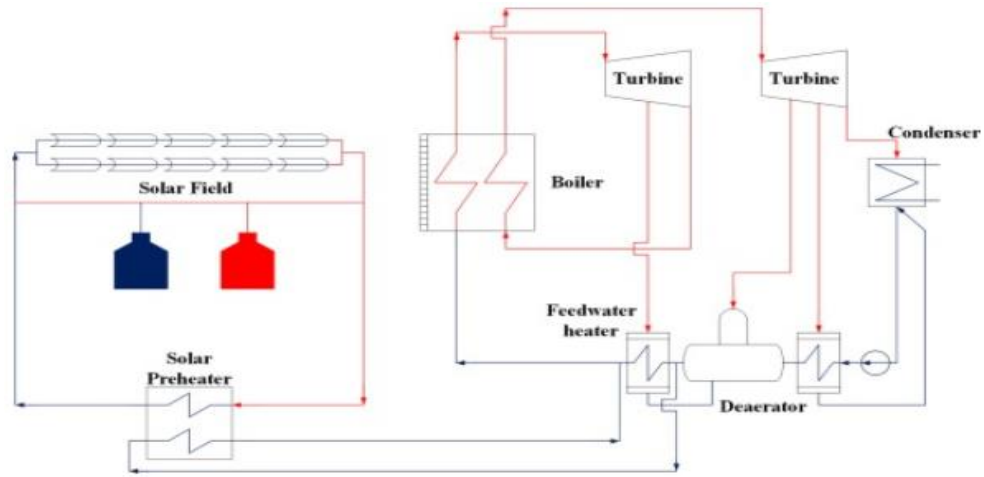 Turbine
Turbine
Condenser
Boiler
Solar Field
Feedwater
heater
Solar
Preheater
Deaerator